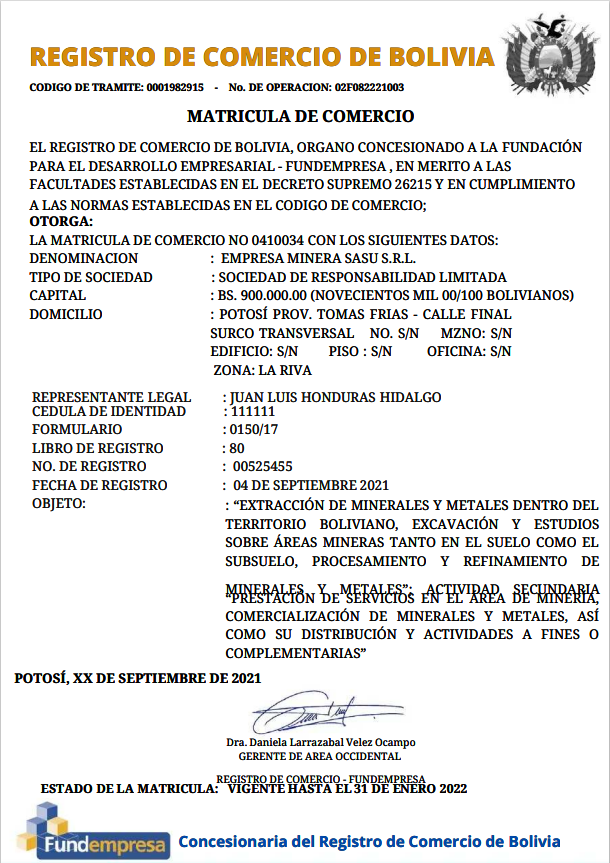 REGISTRO DE COMERCIO DE BOLIVIA
CODIGO DE TRAMITE: 0001982915 - No. DE OPERACION: 02F082221003
MATRICULA DE COMERCIO
EL REGISTRO DE COMERCIO DE BOLIVIA, ORGANO CONCESIONADO A LA FUNDACIÓN
PARA EL DESARROLLO EMPRESARIAL - FUNDEMPRESA , EN MERITO A LAS
FACULTADES ESTABLECIDAS EN EL DECRETO SUPREMO 26215 Y EN CUMPLIMIENTO
A LAS NORMAS ESTABLECIDAS EN EL CODIGO DE COMERCIO;
OTORGA:
LA MATRICULA DE COMERCIO NO 0410034 CON LOS SIGUIENTES DATOS:
DENOMINACION : EMPRESA MINERA SASU S.R.L.
TIPO DE SOCIEDAD : SOCIEDAD DE RESPONSABILIDAD LIMITADA
CAPITAL : BS. 900.000.00 (NOVECIENTOS MIL 00/100 BOLIVIANOS)
DOMICILIO : POTOSÍ PROV. TOMAS FRIAS - CALLE FINAL
SURCO TRANSVERSAL NO. S/N MZNO: S/N
EDIFICIO: S/N PISO : S/N OFICINA: S/N
ZONA: LA RIVA
REPRESENTANTE LEGAL : JUAN LUIS HONDURAS HIDALGO
CEDULA DE IDENTIDAD : 111111
FORMULARIO : 0150/17
LIBRO DE REGISTRO : 80
NO. DE REGISTRO : 00525455
FECHA DE REGISTRO : 04 DE SEPTIEMBRE 2021
OBJETO: : “EXTRACCIÓN DE MINERALES Y METALES DENTRO DEL
TERRITORIO BOLIVIANO, EXCAVACIÓN Y ESTUDIOS
SOBRE ÁREAS MINERAS TANTO EN EL SUELO COMO EL
SUBSUELO, PROCESAMIENTO Y REFINAMIENTO DE
MINERALES Y METALES”; ACTIVIDAD SECUNDARIA
“PRESTACIÓN DE SERVICIOS EN EL ÁREA DE MINERÍA,
COMERCIALIZACIÓN DE MINERALES Y METALES, ASÍ
COMO SU DISTRIBUCIÓN Y ACTIVIDADES A FINES O
COMPLEMENTARIAS”
POTOSÍ, XX DE SEPTIEMBRE DE 2021
Dra. Daniela Larrazabal Velez Ocampo
GERENTE DE AREA OCCIDENTAL
REGISTRO DE COMERCIO - FUNDEMPRESA
ESTADO DE LA MATRICULA: VIGENTE HASTA EL 31 DE ENERO 2022
Fundempresa Concesionaria del Registro de Comercio de Bolivia